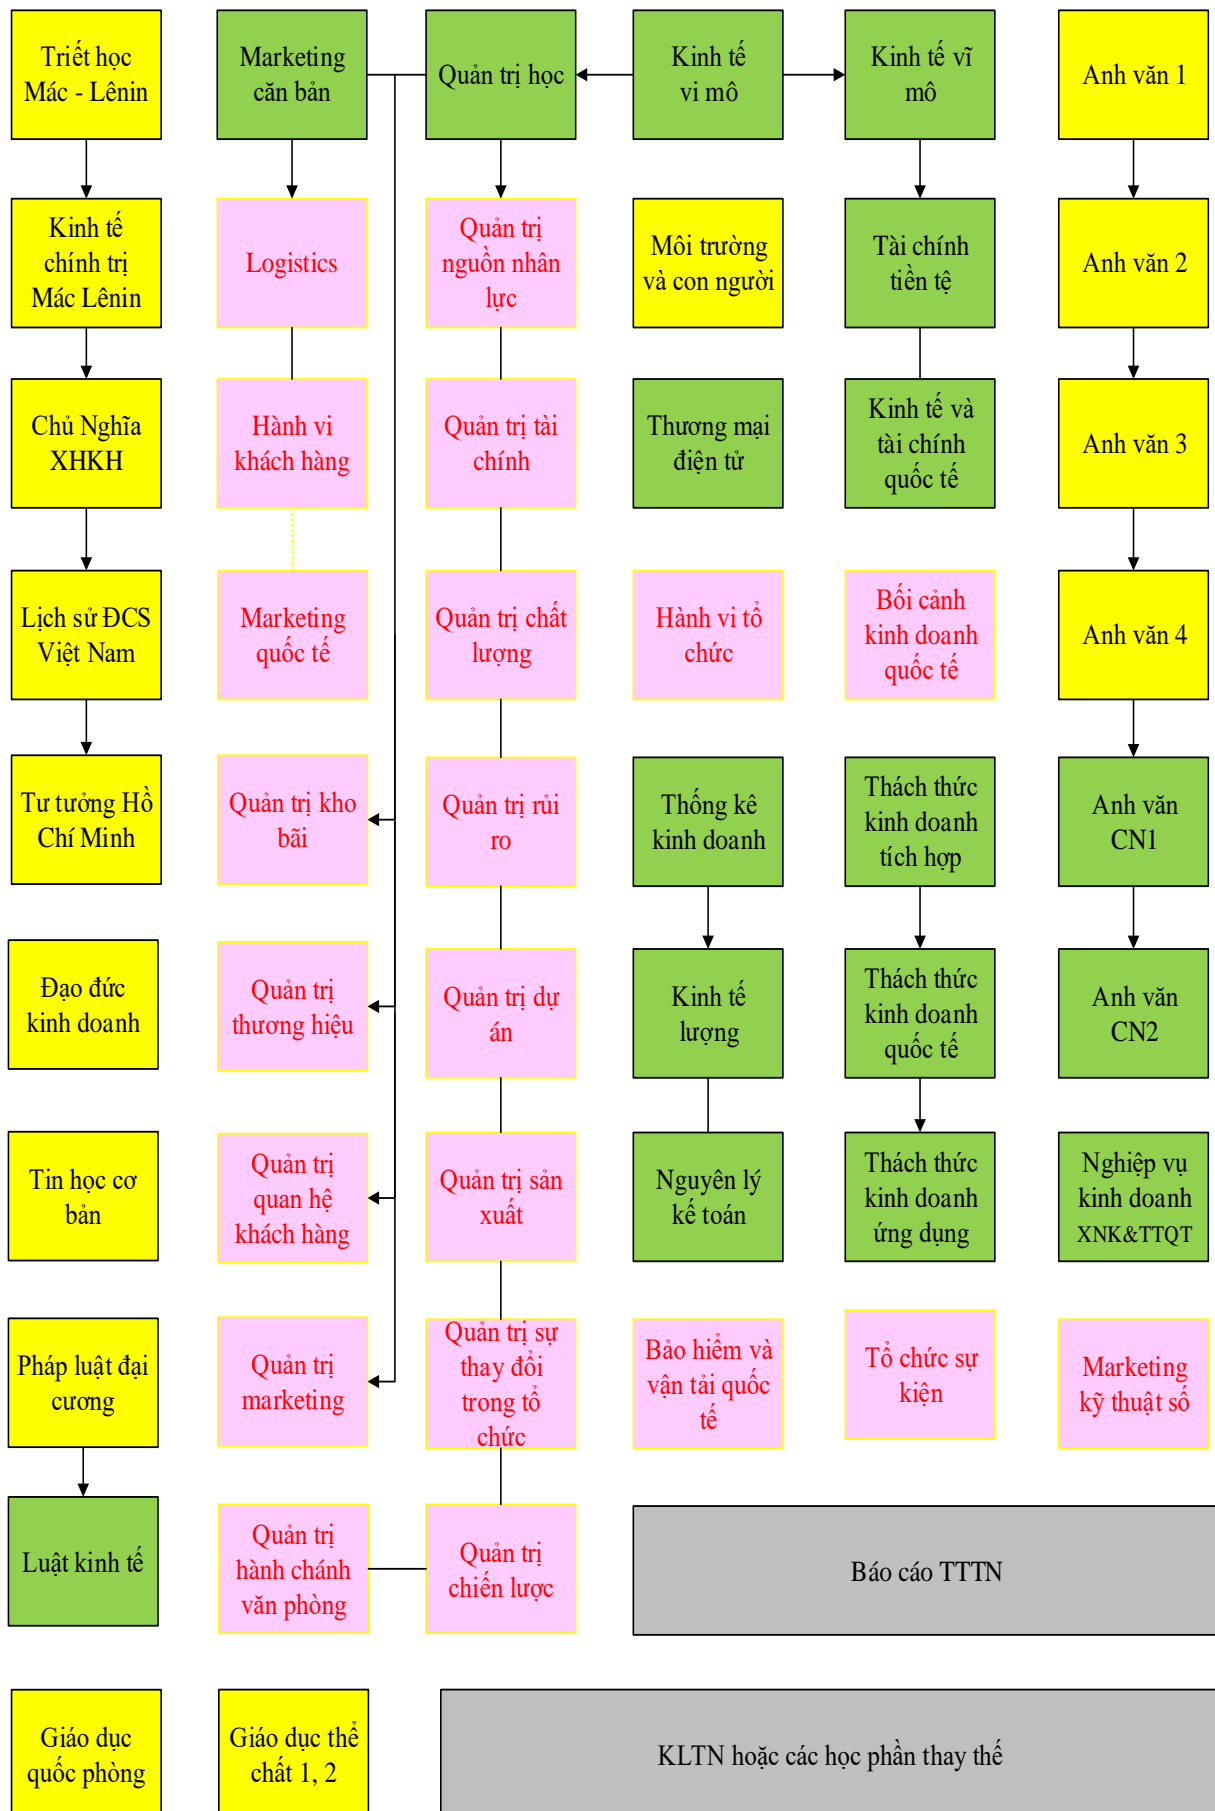 Triết học
Mác - Lênin
Marketing
căn bản
Quản trị học
Kinh tế
vi mô
Kinh tế vĩ
mô
Anh văn 1
Kinh tế
chính trị
Mác Lênin
Logistics
Quản trị
nguồn nhân
lực
Môi trường
và con người
Tài chính
tiền tệ
Anh văn 2
Chủ Nghĩa
XHKH
Hành vi
khách hàng
Quản trị tài
chính
Thương mại
điện tử
Kinh tế và
tài chính
quốc tế
Anh văn 3
Lịch sử ĐCS
Việt Nam
Marketing
quốc tế
Quản trị chất
lượng
Hành vi tổ
chức
Bối cảnh
kinh doanh
quốc tế
Anh văn 4
Tư tưởng Hồ
Chí Minh
Quản trị kho
bãi
Quản trị rủi
ro
Thống kê
kinh doanh
Thách thức
kinh doanh
tích hợp
Anh văn
CN1
Đạo đức
kinh doanh
Quản trị
thương hiệu
Quản trị dự
án
Kinh tế
lượng
Thách thức
kinh doanh
quốc tế
Anh văn
CN2
Tin học cơ
bản
Quản trị
quan hệ
khách hàng
Quản trị sản
xuất
Nguyên lý
kế toán
Thách thức
kinh doanh
ứng dụng
Nghiệp vụ
kinh doanh
XNK&TTQT
Pháp luật đại
cương
Quản trị
marketing
Quản trị sự
thay đổi
trong tổ
chức
Bảo hiểm và
vận tải quốc
tế
Tổ chức sự
kiện
Marketing
kỹ thuật số
Luật kinh tế
Quản trị
hành chánh
văn phòng
Quản trị
chiến lược
Báo cáo TTTN
Giáo dục
quốc phòng
Giáo dục thể
chất 1, 2
KLTN hoặc các học phần thay thế